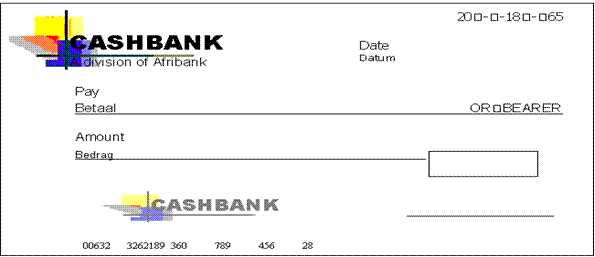 20□-□-18□-□65
CASHBANK
A division of Afribank
Date
Datum
Pay
Betaal OR□BEARER
Amount
Bedrag
CASHBANK
00632 3262189 360 789 456 28